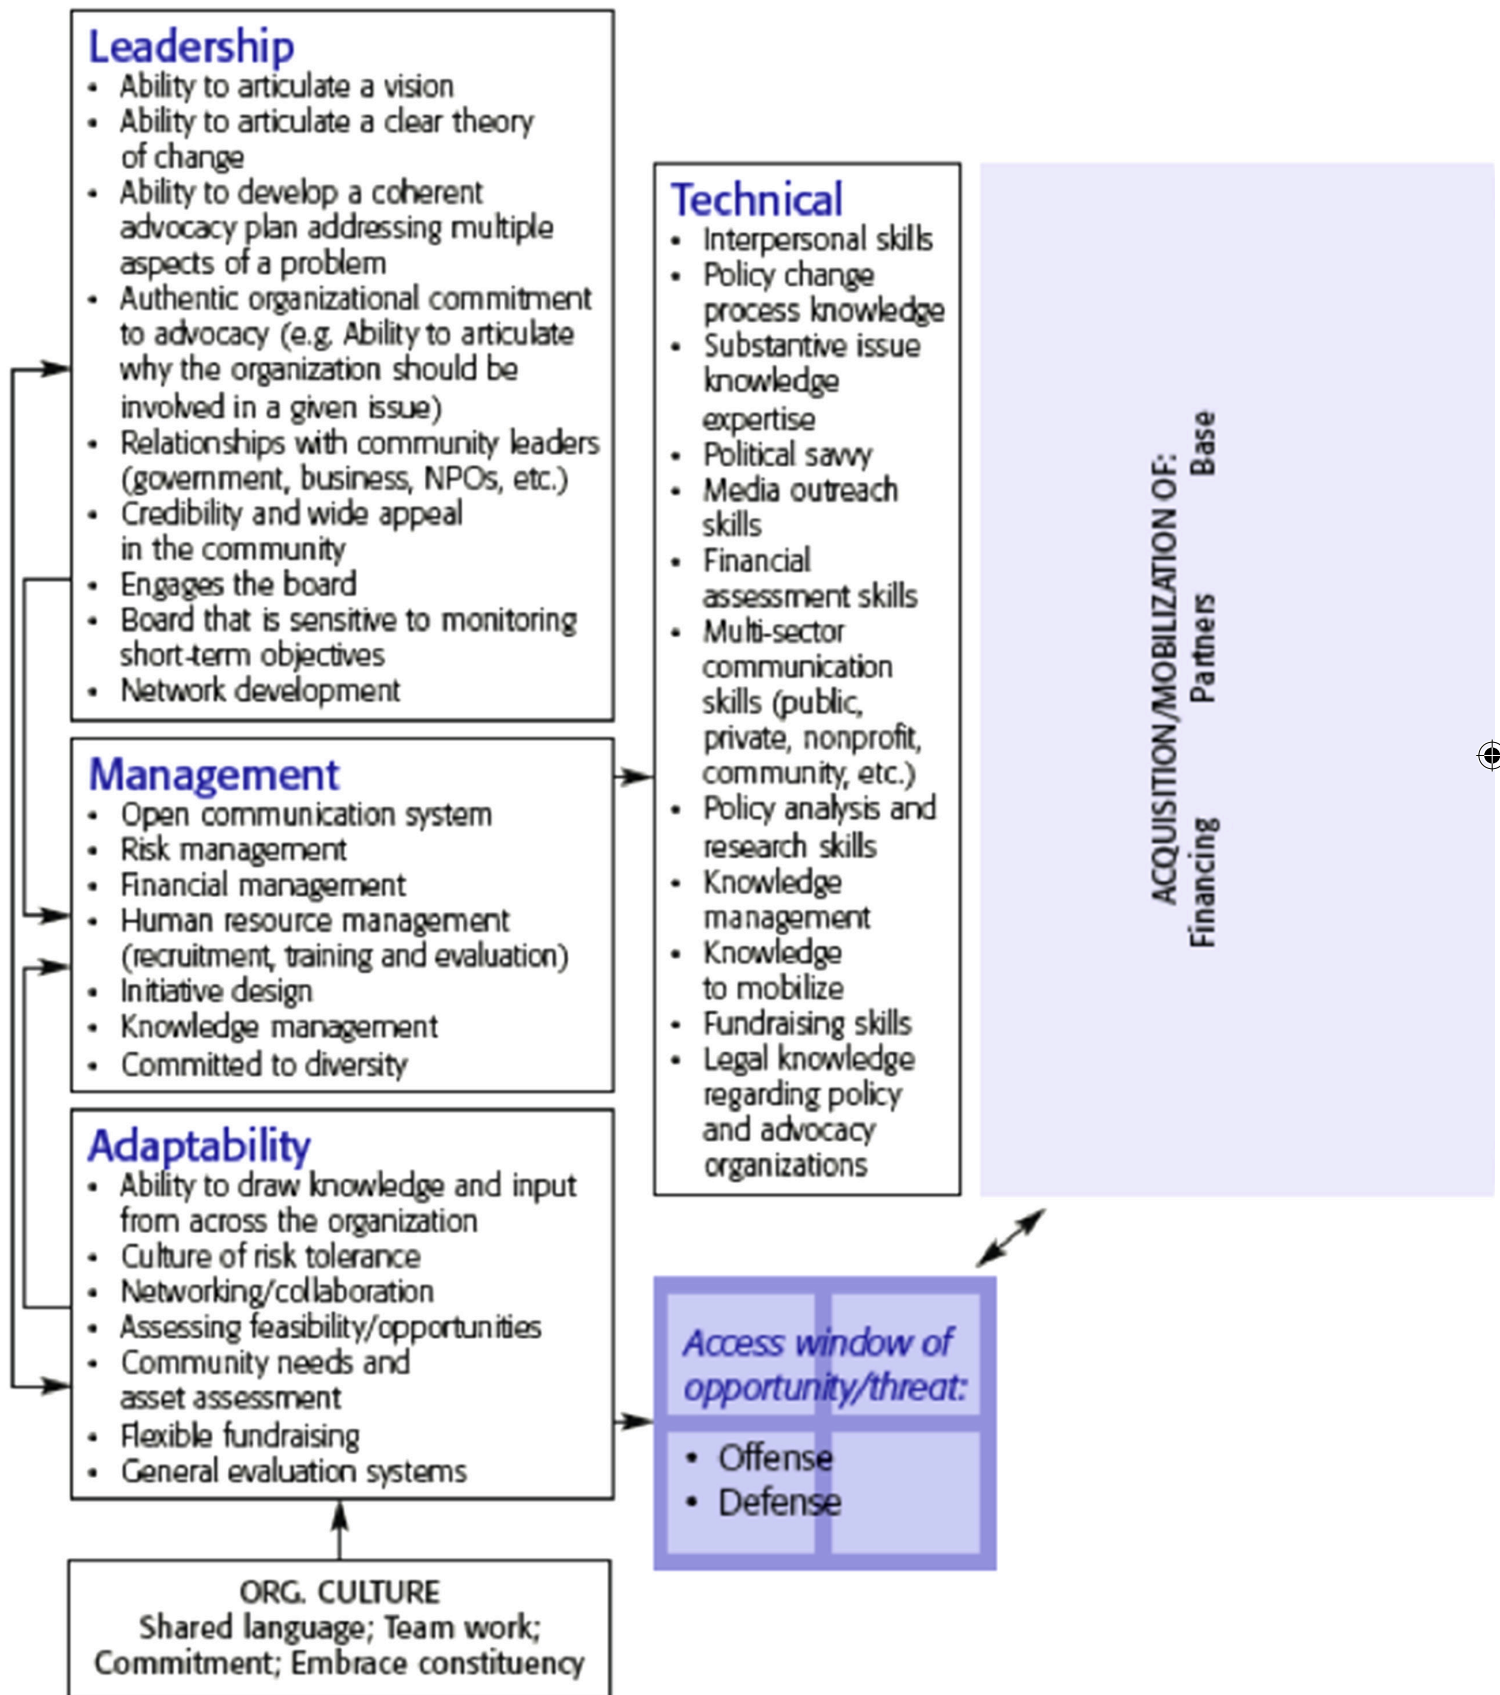 Leadership
• Ability to articulate a vision
• Ability to articulate a clear theory
of change
• Ability to develop a coherent
advocacy plan addressing multiple
aspects of a problem
• Authentic organizational commitment
to advocacy (e.g. Ability to articulate
why the organization should be
involved in a given issue)
• Relationships with community leaders
(government, business, NPOs, etc.)
• Credibility and wide appeal
in the community
• Engages the board
• Board that is sensitive to monitoring
short-term objectives
• Network development
Management
• Open communication system
• Risk management
• Financial management
• Human resource management
(recruitment, training and evaluation)
• Initiative design
• Knowledge management
• Committed to diversity
Adaptability
• Ability to draw knowledge and input
from across the organization
• Culture of risk tolerance
• Networking/collaboration
• Assessing feasibility/opportunities
• Community needs and
asset assessment
• Flexible fundraising
• General evaluation systems
ORG. CULTURE
Shared language; Team work;
Commitment; Embrace constituency
Technical
• Interpersonal skills
• Policy change
process knowledge
• Substantive issue
knowledge
expertise
• Political savvy
• Media outreach
skills
• Financial
assessment skills
• Multi-sector
communication
skills (public,
private, nonprofit,
community, etc.)
• Policy analysis and
research skills
• Knowledge
management
• Knowledge
to mobilize
• Fundraising skills
• Legal knowledge
regarding policy
and advocacy
organizations
Access window of
opportunity/threat:
• Offense
• Defense
ACQUISITION/MOBILIZATION OF:
Financing Partners Base